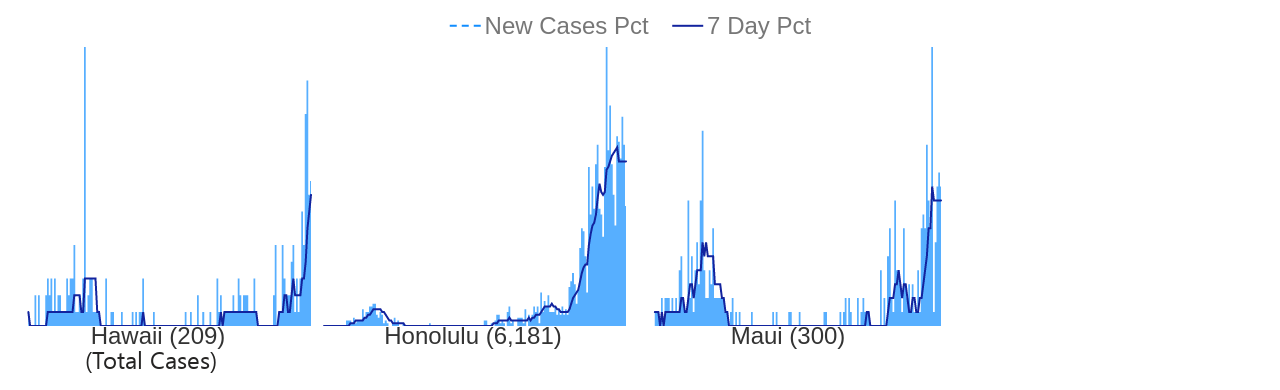 New Cases Pct 7 Day Pct
Hawaii (209) Honolulu (6,181) Maui (300)
(Total Cases)